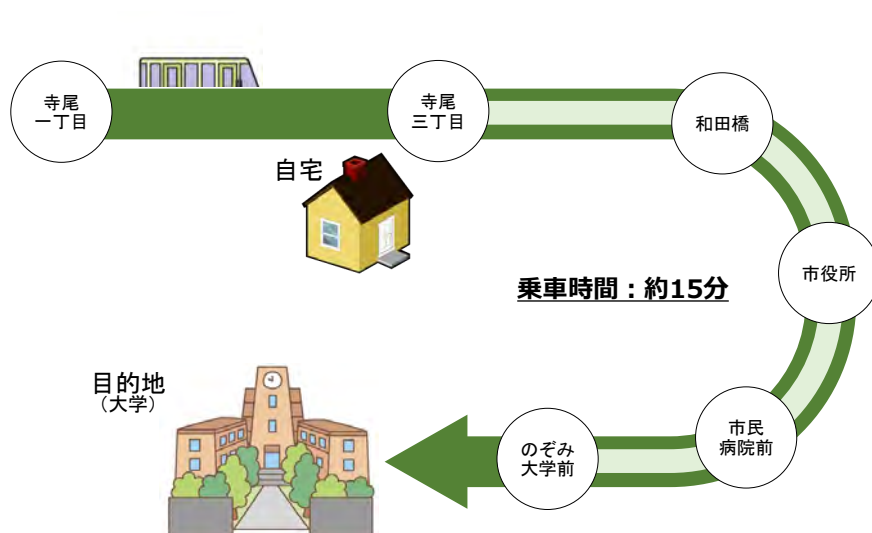 寺尾
一丁目
寺尾
三丁目
和田橋
自宅
市役所
乗車時間：約15分
目的地
（大学）
のぞみ
大学前
市民
病院前